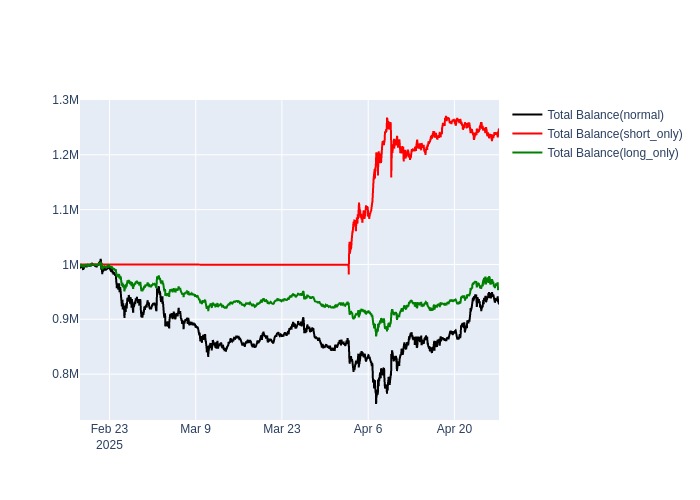 1.3M
1.2M
1.1M
1M
0.9M
0.8M
Feb 23
2025
Mar 9
Mar 23
Apr 6
Apr 20
Total Balance(normal)
Total Balance(short_only)
Total Balance(long_only)